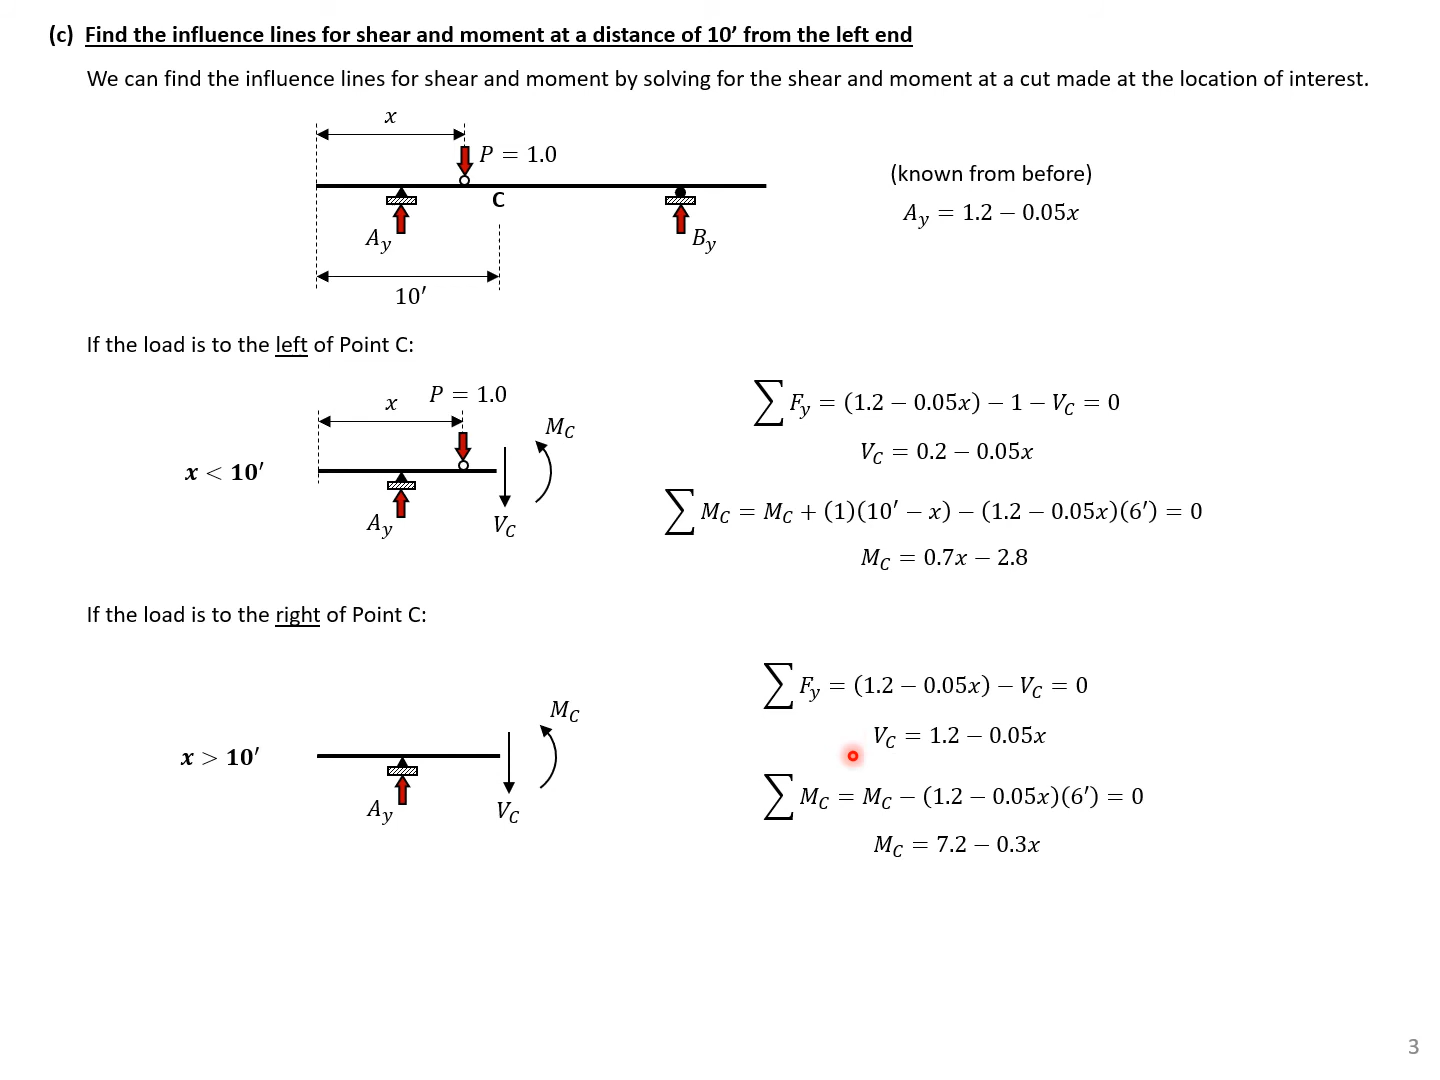 (c) Find the influence lines for shear and moment at a distance of 10′ from the left end
We can find the influence lines for shear and moment by solving for the shear and moment at a cut made at the location of interest.
x
P = 1.0
(known from before)
C
A_y = 1.2 − 0.05x
A_y
B_y
10′
If the load is to the left of Point C:
x
P = 1.0
M_C
x < 10′
A_y
V_C
∑ F_y = (1.2 − 0.05x) − 1 − V_C = 0
V_C = 0.2 − 0.05x
∑ M_C = M_C + (1)(10′ − x) − (1.2 − 0.05x)(6′) = 0
M_C = 0.7x − 2.8
If the load is to the right of Point C:
M_C
x > 10′
A_y
V_C
∑ F_y = (1.2 − 0.05x) − V_C = 0
V_C = 1.2 − 0.05x
∑ M_C = M_C − (1.2 − 0.05x)(6′) = 0
M_C = 7.2 − 0.3x
3